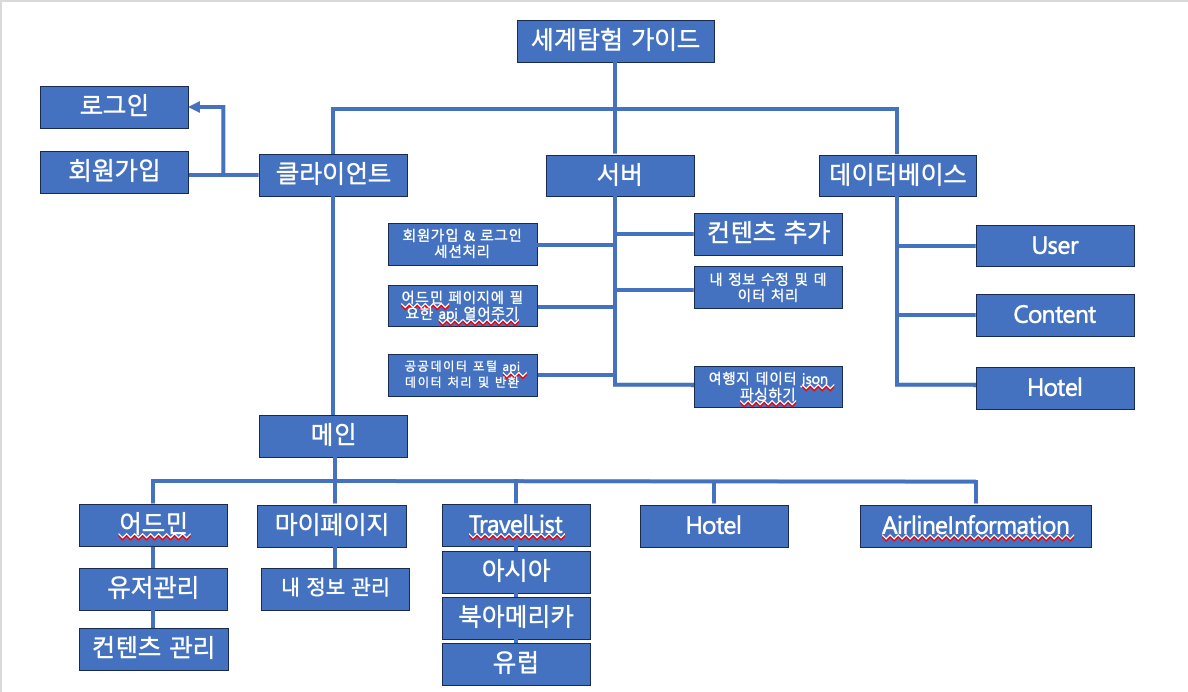 세계탐험 가이드
로그인
회원가입
클라이언트
서버
데이터베이스
회원가입 & 로그인
세션처리
컨텐츠 추가
어드민 페이지에 필
요한 api 열어주기
내 정보 수정 및 데
이터 처리
공공데이터 포털 api
데이터 처리 및 반환
여행지 데이터 json
파싱하기
User
Content
Hotel
메인
어드민
마이페이지
TravelList
Hotel
AirlineInformation
유저관리
내 정보 관리
아시아
북아메리카
컨텐츠 관리
유럽